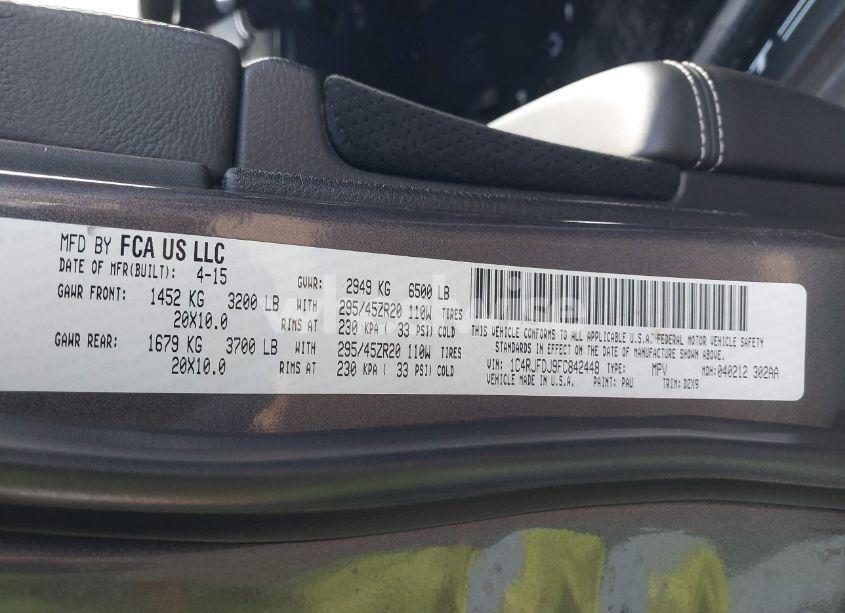 MFD BY FCA US LLC
DATE OF MFR(BUILT): 4-15 GVWR: 2949 KG 6500 LB
GAWR FRONT: 1452 KG 3200 LB WITH 295/45ZR20 110W TIRES
20X10.0 RIMS AT 230 KPA ( 33 PSI) COLD
GAWR REAR: 1679 KG 3700 LB WITH 295/45ZR20 110W TIRES
20X10.0 RIMS AT 230 KPA ( 33 PSI) COLD
THIS VEHICLE CONFORMS TO ALL APPLICABLE U.S.A. FEDERAL MOTOR VEHICLE SAFETY
STANDARDS IN EFFECT ON THE DATE OF MANUFACTURE SHOWN ABOVE.
VIN: 1C4RJFDJ9FC842448 TYPE: MPV MDH: 040212 302AA
VEHICLE MADE IN U.S.A. PAINT: PAU TRIM: DZX9